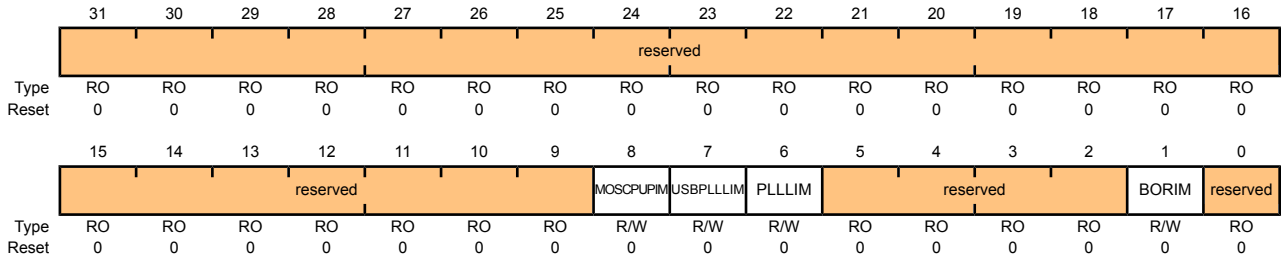 31 30 29 28 27 26 25 24 23 22 21 20 19 18 17 16
reserved
Type RO RO RO RO RO RO RO RO RO RO RO RO RO RO RO RO
Reset 0 0 0 0 0 0 0 0 0 0 0 0 0 0 0 0
15 14 13 12 11 10 9 8 7 6 5 4 3 2 1 0
reserved MOSCPUPIM USBPLLLIM PLLLIM reserved BORIM reserved
Type RO RO RO RO RO RO RO R/W R/W R/W RO RO RO RO R/W RO
Reset 0 0 0 0 0 0 0 0 0 0 0 0 0 0 0 0